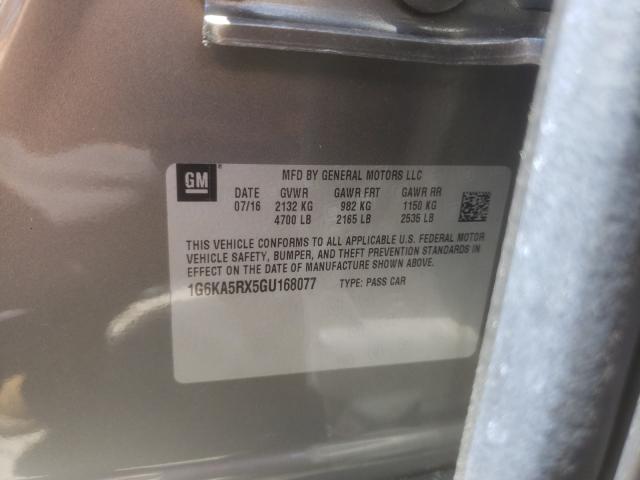 GM ®
MFD BY GENERAL MOTORS LLC
DATE GVWR GAWR FRT GAWR RR
07/16 2132 KG 982 KG 1150 KG
4700 LB 2165 LB 2535 LB
THIS VEHICLE CONFORMS TO ALL APPLICABLE U.S. FEDERAL MOTOR
VEHICLE SAFETY, BUMPER, AND THEFT PREVENTION STANDARDS IN
EFFECT ON THE DATE OF MANUFACTURE SHOWN ABOVE.
1G6KA5RX5GU168077 TYPE: PASS CAR